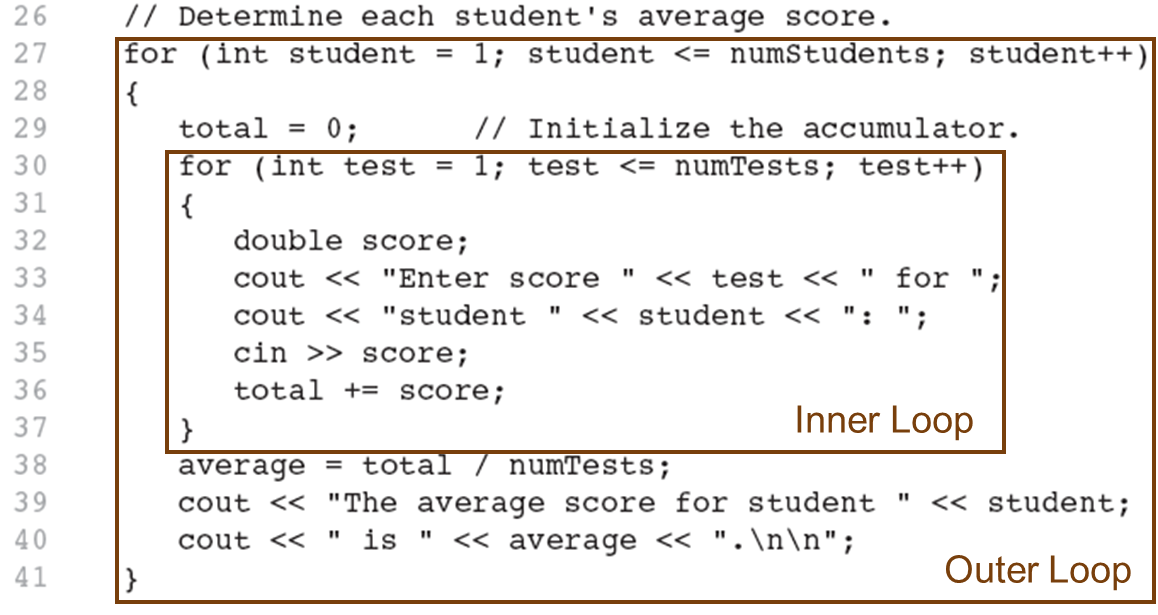 26 // Determine each student's average score.
27 for (int student = 1; student <= numStudents; student++)
28 {
29 total = 0; // Initialize the accumulator.
30 for (int test = 1; test <= numTests; test++)
31 {
32 double score;
33 cout << "Enter score " << test << " for ";
34 cout << "student " << student << ": ";
35 cin >> score;
36 total += score;
37 } Inner Loop
38 average = total / numTests;
39 cout << "The average score for student " << student;
40 cout << " is " << average << ".\n\n";
41 } Outer Loop